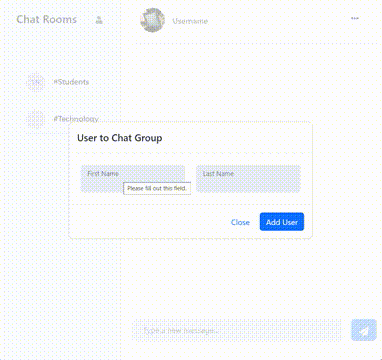 Chat Rooms
Username
#Students
#Technology
User to Chat Group
First Name
Last Name
Please fill out this field.
Close
Add User
Type a new message...